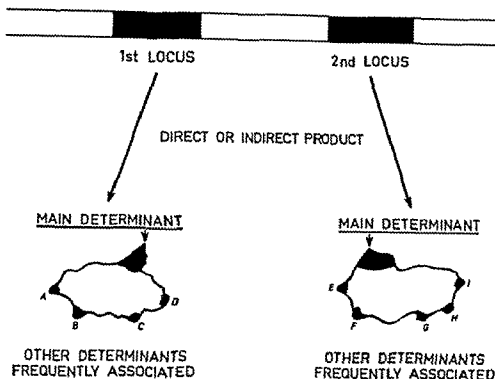 1st LOCUS
2nd LOCUS
DIRECT OR INDIRECT PRODUCT
MAIN DETERMINANT
MAIN DETERMINANT
A
B
C
D
E
F
G
H
I
OTHER DETERMINANTS
FREQUENTLY ASSOCIATED
OTHER DETERMINANTS
FREQUENTLY ASSOCIATED